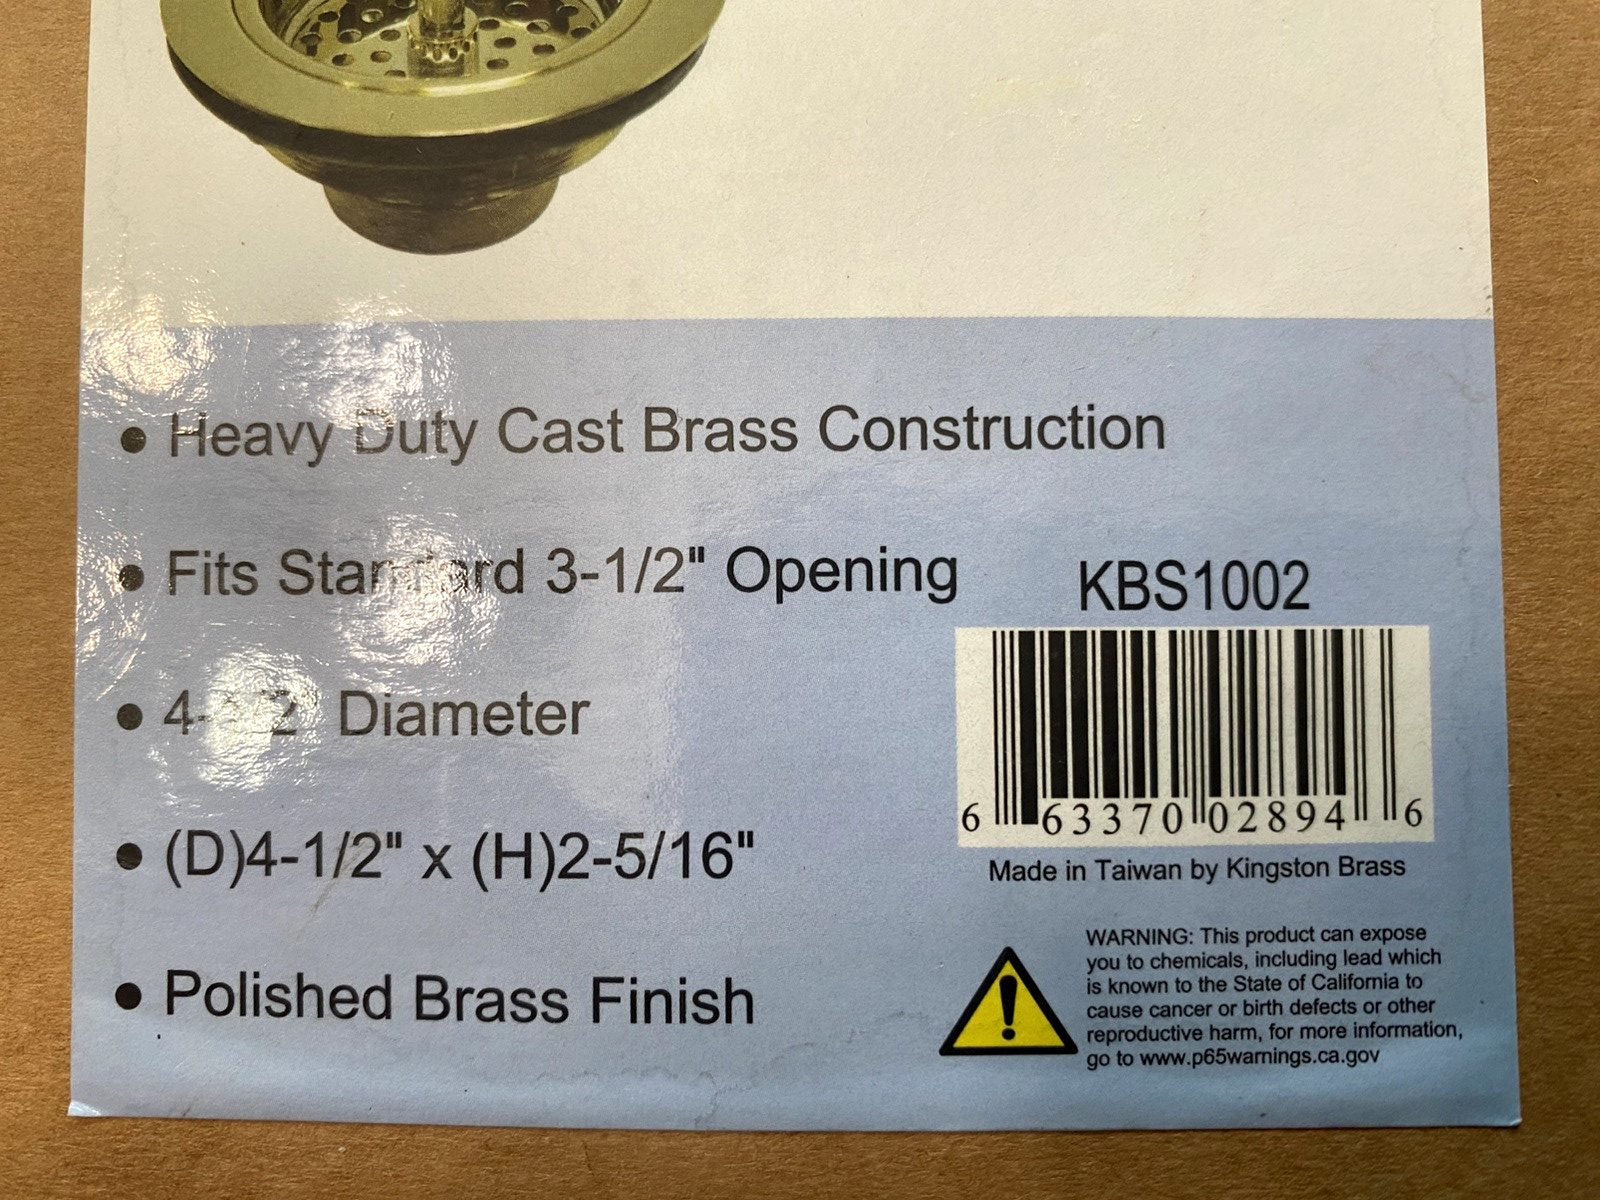 • Heavy Duty Cast Brass Construction
• Fits Standard 3-1/2" Opening
KBS1002
• 4-1/2" Diameter
6 63370 02894 6
• (D)4-1/2" x (H)2-5/16"
Made in Taiwan by Kingston Brass
• Polished Brass Finish
WARNING: This product can expose
you to chemicals, including lead which
is known to the State of California to
cause cancer or birth defects or other
reproductive harm, for more information,
go to www.p65warnings.ca.gov